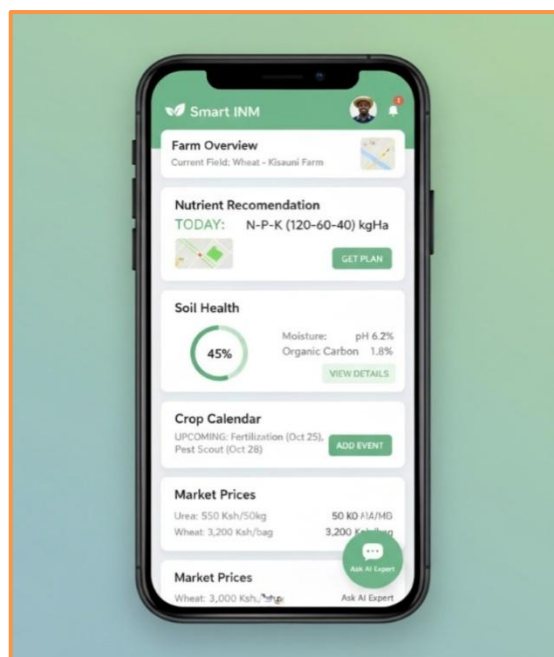 Smart INM
Farm Overview
Current Field: Wheat - Kisauni Farm
Nutrient Recomendation
TODAY: N-P-K (120-60-40) kgHa
GET PLAN
Soil Health
45%
Moisture: pH 6.2%
Organic Carbon 1.8%
VIEW DETAILS
Crop Calendar
UPCOMING: Fertilization (Oct 25),
Pest Scout (Oct 28)
ADD EVENT
Market Prices
Urea: 550 Ksh/50kg 50 KO
Wheat: 3,200 Ksh/bag 3,200
Ask AI Expert
Market Prices
Wheat: 3,000 Ksh Ask AI Expert